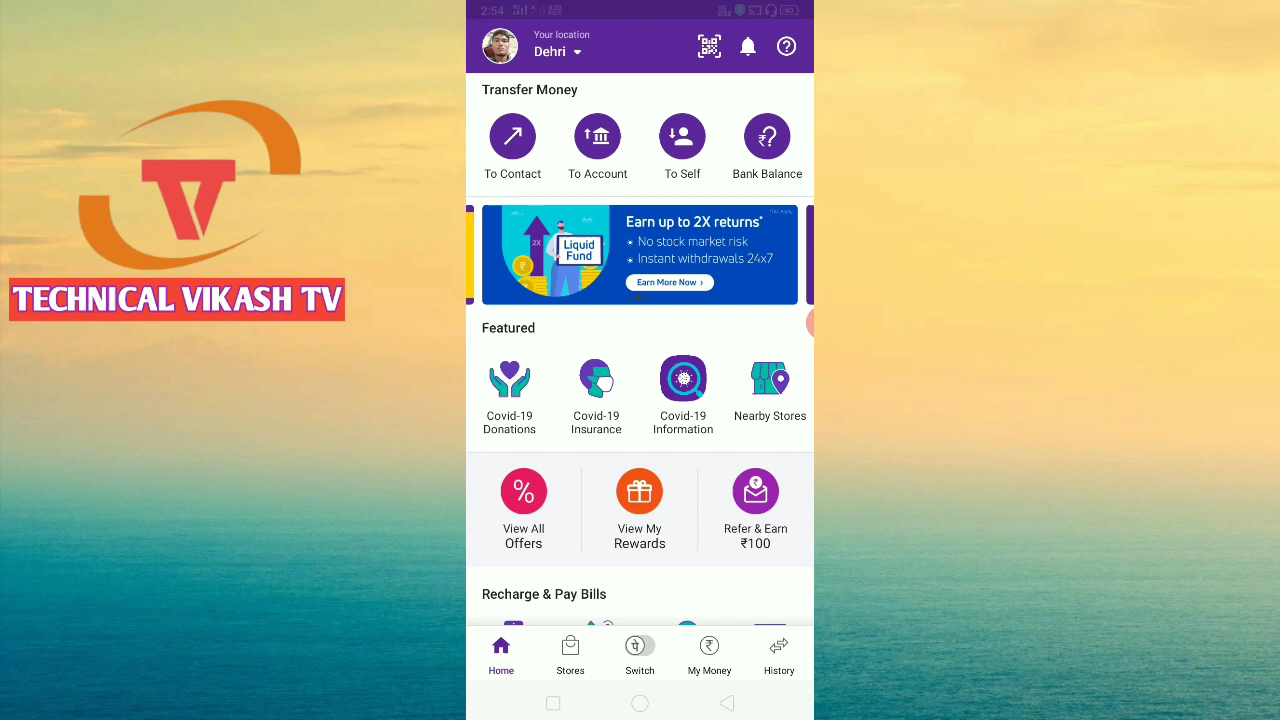 2:54
40
Your location
Dehri
Transfer Money
To Contact
To Account
To Self
Bank Balance
Earn up to 2X returns*
No stock market risk
Instant withdrawals 24x7
Earn More Now ›
2X
Liquid
Fund
TV
TECHNICAL VIKASH TV
Featured
Covid-19
Donations
Covid-19
Insurance
Covid-19
Information
Nearby Stores
%
View All
Offers
View My
Rewards
Refer & Earn
₹100
Recharge & Pay Bills
Home
Stores
पे
Switch
My Money
History